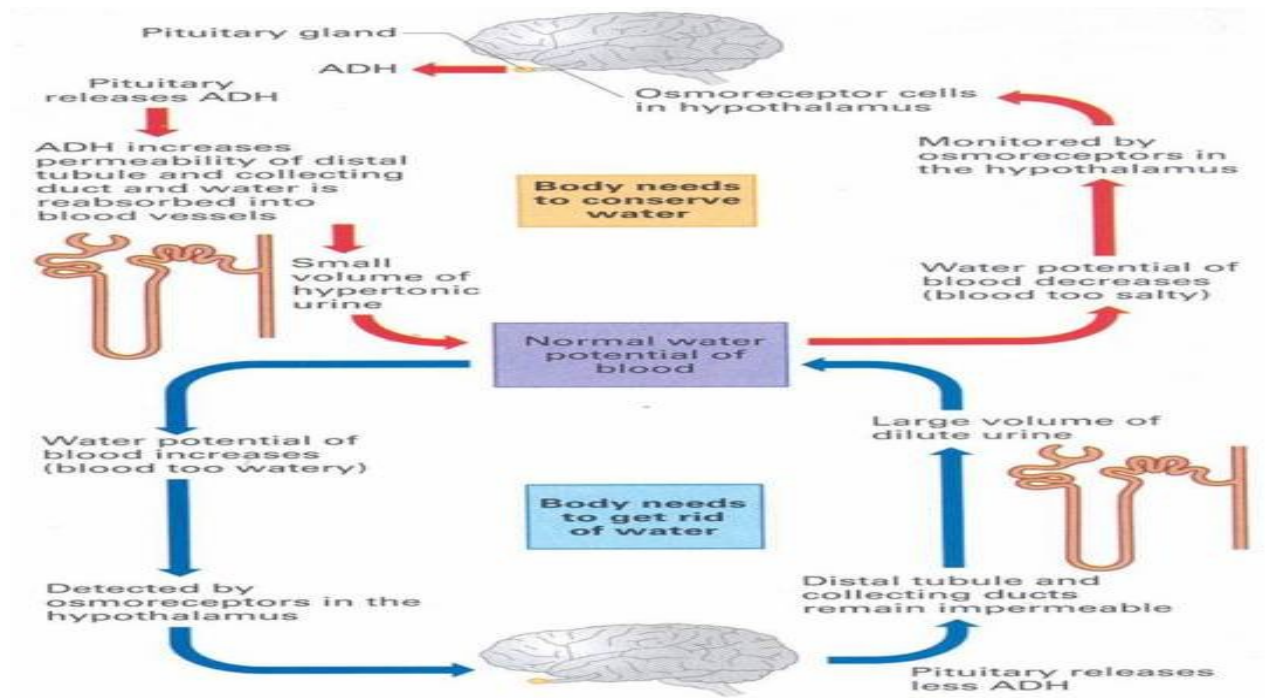 Pituitary gland
ADH
Pituitary
releases ADH
Osmoreceptor cells
in hypothalamus
ADH increases
permeability of distal
tubule and collecting
duct and water is
reabsorbed into
blood vessels
Monitored by
osmoreceptors in
the hypothalamus
Body needs
to conserve
water
Small
volume of
hypertonic
urine
Water potential of
blood decreases
(blood too salty)
Normal water
potential of
blood
Water potential of
blood increases
(blood too watery)
Large volume of
dilute urine
Body needs
to get rid
of water
Detected by
osmoreceptors in the
hypothalamus
Distal tubule and
collecting ducts
remain impermeable
Pituitary releases
less ADH